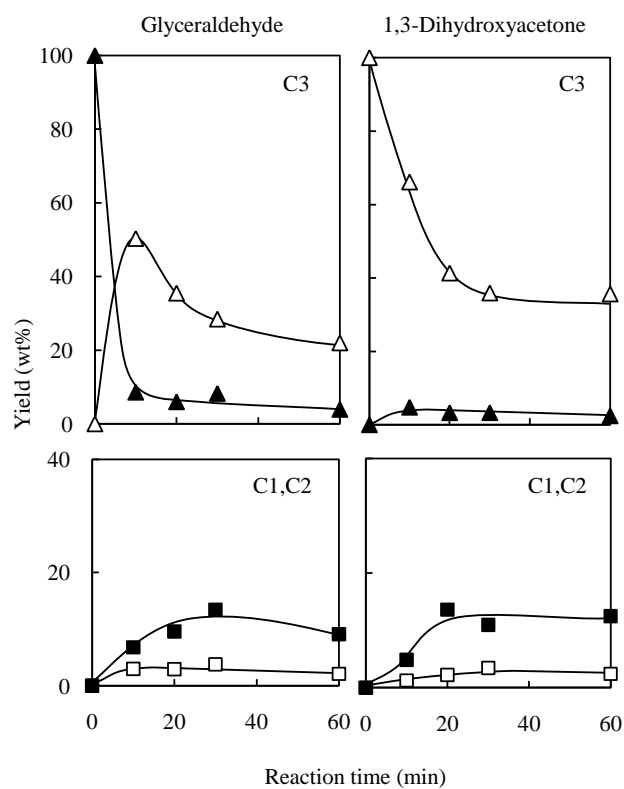 Glyceraldehyde
1,3-Dihydroxyacetone
Yield (wt%)
100
80
60
40
20
0
C3
C3
40
20
0
C1,C2
C1,C2
0 20 40 60
0 20 40 60
Reaction time (min)